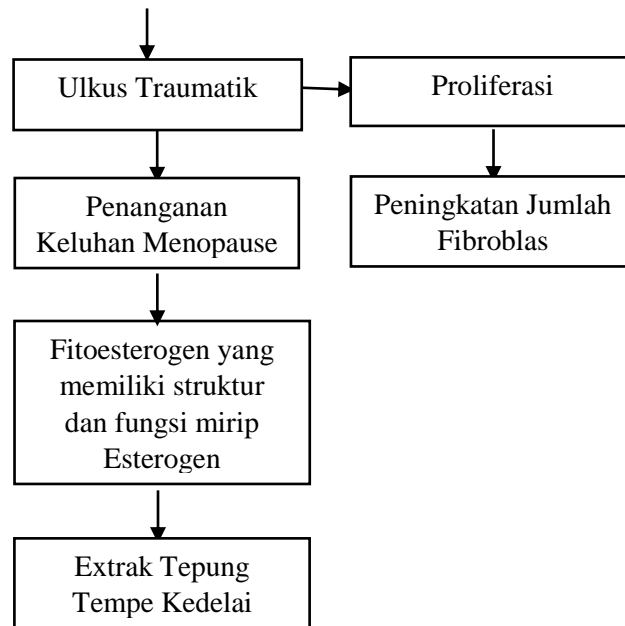 Ulkus Traumatik
Proliferasi
Penanganan
Keluhan Menopause
Peningkatan Jumlah
Fibroblas
Fitoesterogen yang
memiliki struktur
dan fungsi mirip
Esterogen
Extrak Tepung
Tempe Kedelai